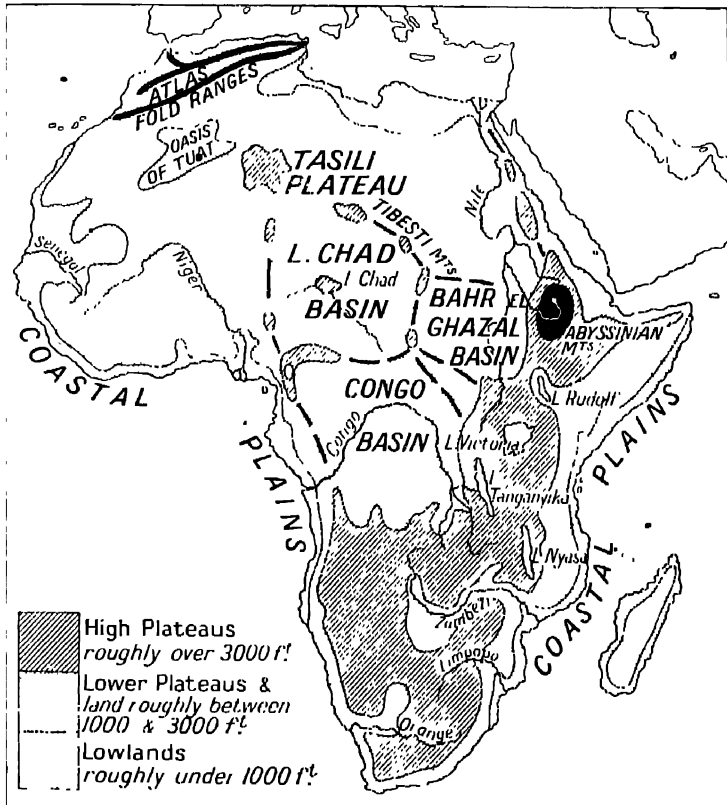 ATLAS
FOLD RANGES
OASIS
OF TUAT
TASILI
PLATEAU
TIBESTI MTS
Nile
Senegal
Niger
L. CHAD
l Chad
BASIN
BAHR EL
GHAZAL
BASIN
ABYSSINIAN
MTS
COASTAL
PLAINS
CONGO
Congo
BASIN
L. Rudolf
L. Victoria
L
Tanganyika
L Nyasa
COASTAL
PLAINS
Zambezi
Limpopo
Orange
High Plateaus
roughly over 3000 ft.
Lower Plateaus &
land roughly between
1000 & 3000 ft.
Lowlands
roughly under 1000 ft.